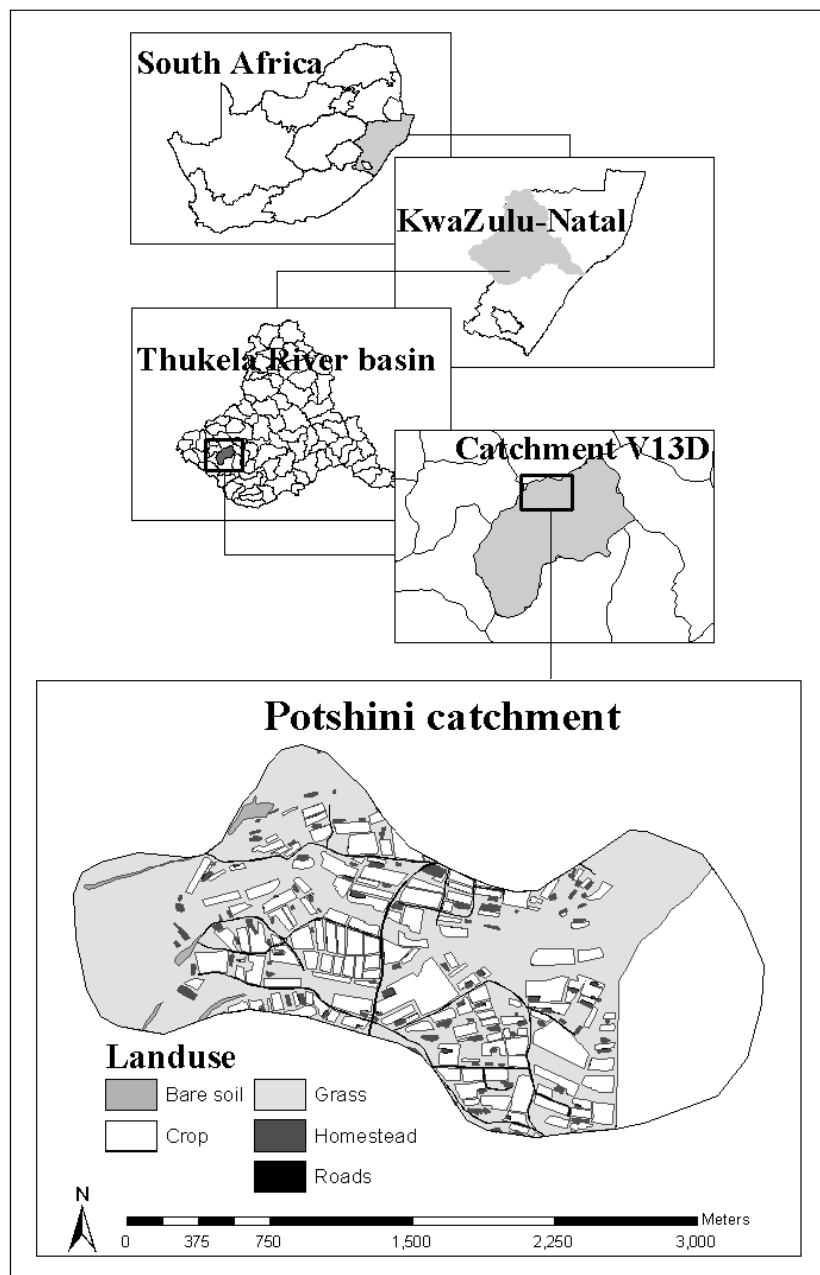 South Africa
KwaZulu-Natal
Thukela River basin
Catchment V13D
Potshini catchment
Landuse
Bare soil
Grass
Crop
Homestead
Roads
N
Meters
0 375 750 1,500 2,250 3,000